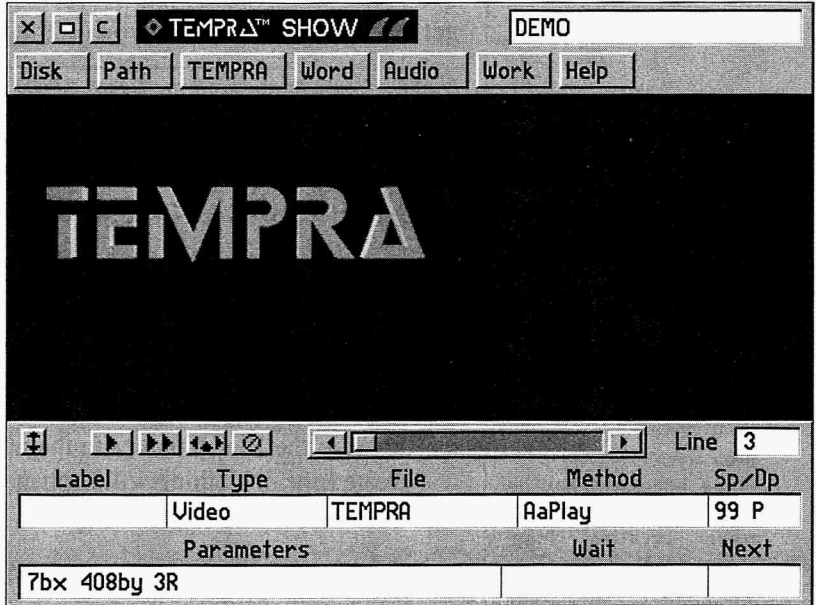 × C ◇ TEMPRA™ SHOW DEMO
Disk Path TEMPRA Word Audio Work Help
TEMPRA
Line 3
Label Type File Method Sp/Dp
Video TEMPRA AaPlay 99 P
Parameters Wait Next
7bx 408by 3R